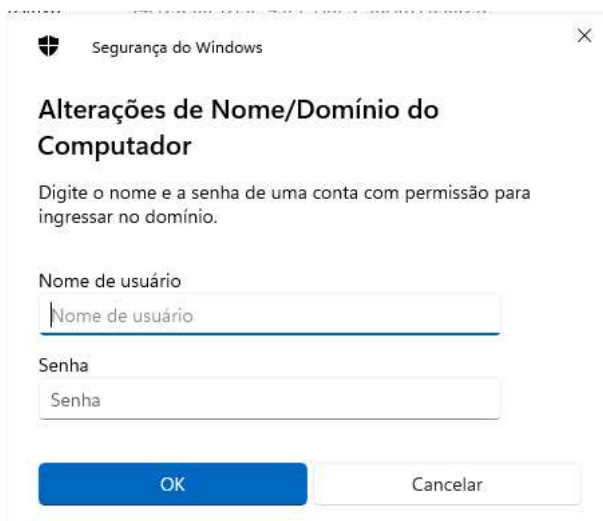 Segurança do Windows
Alterações de Nome/Domínio do
Computador
Digite o nome e a senha de uma conta com permissão para
ingressar no domínio.
Nome de usuário
Nome de usuário
Senha
Senha
OK
Cancelar